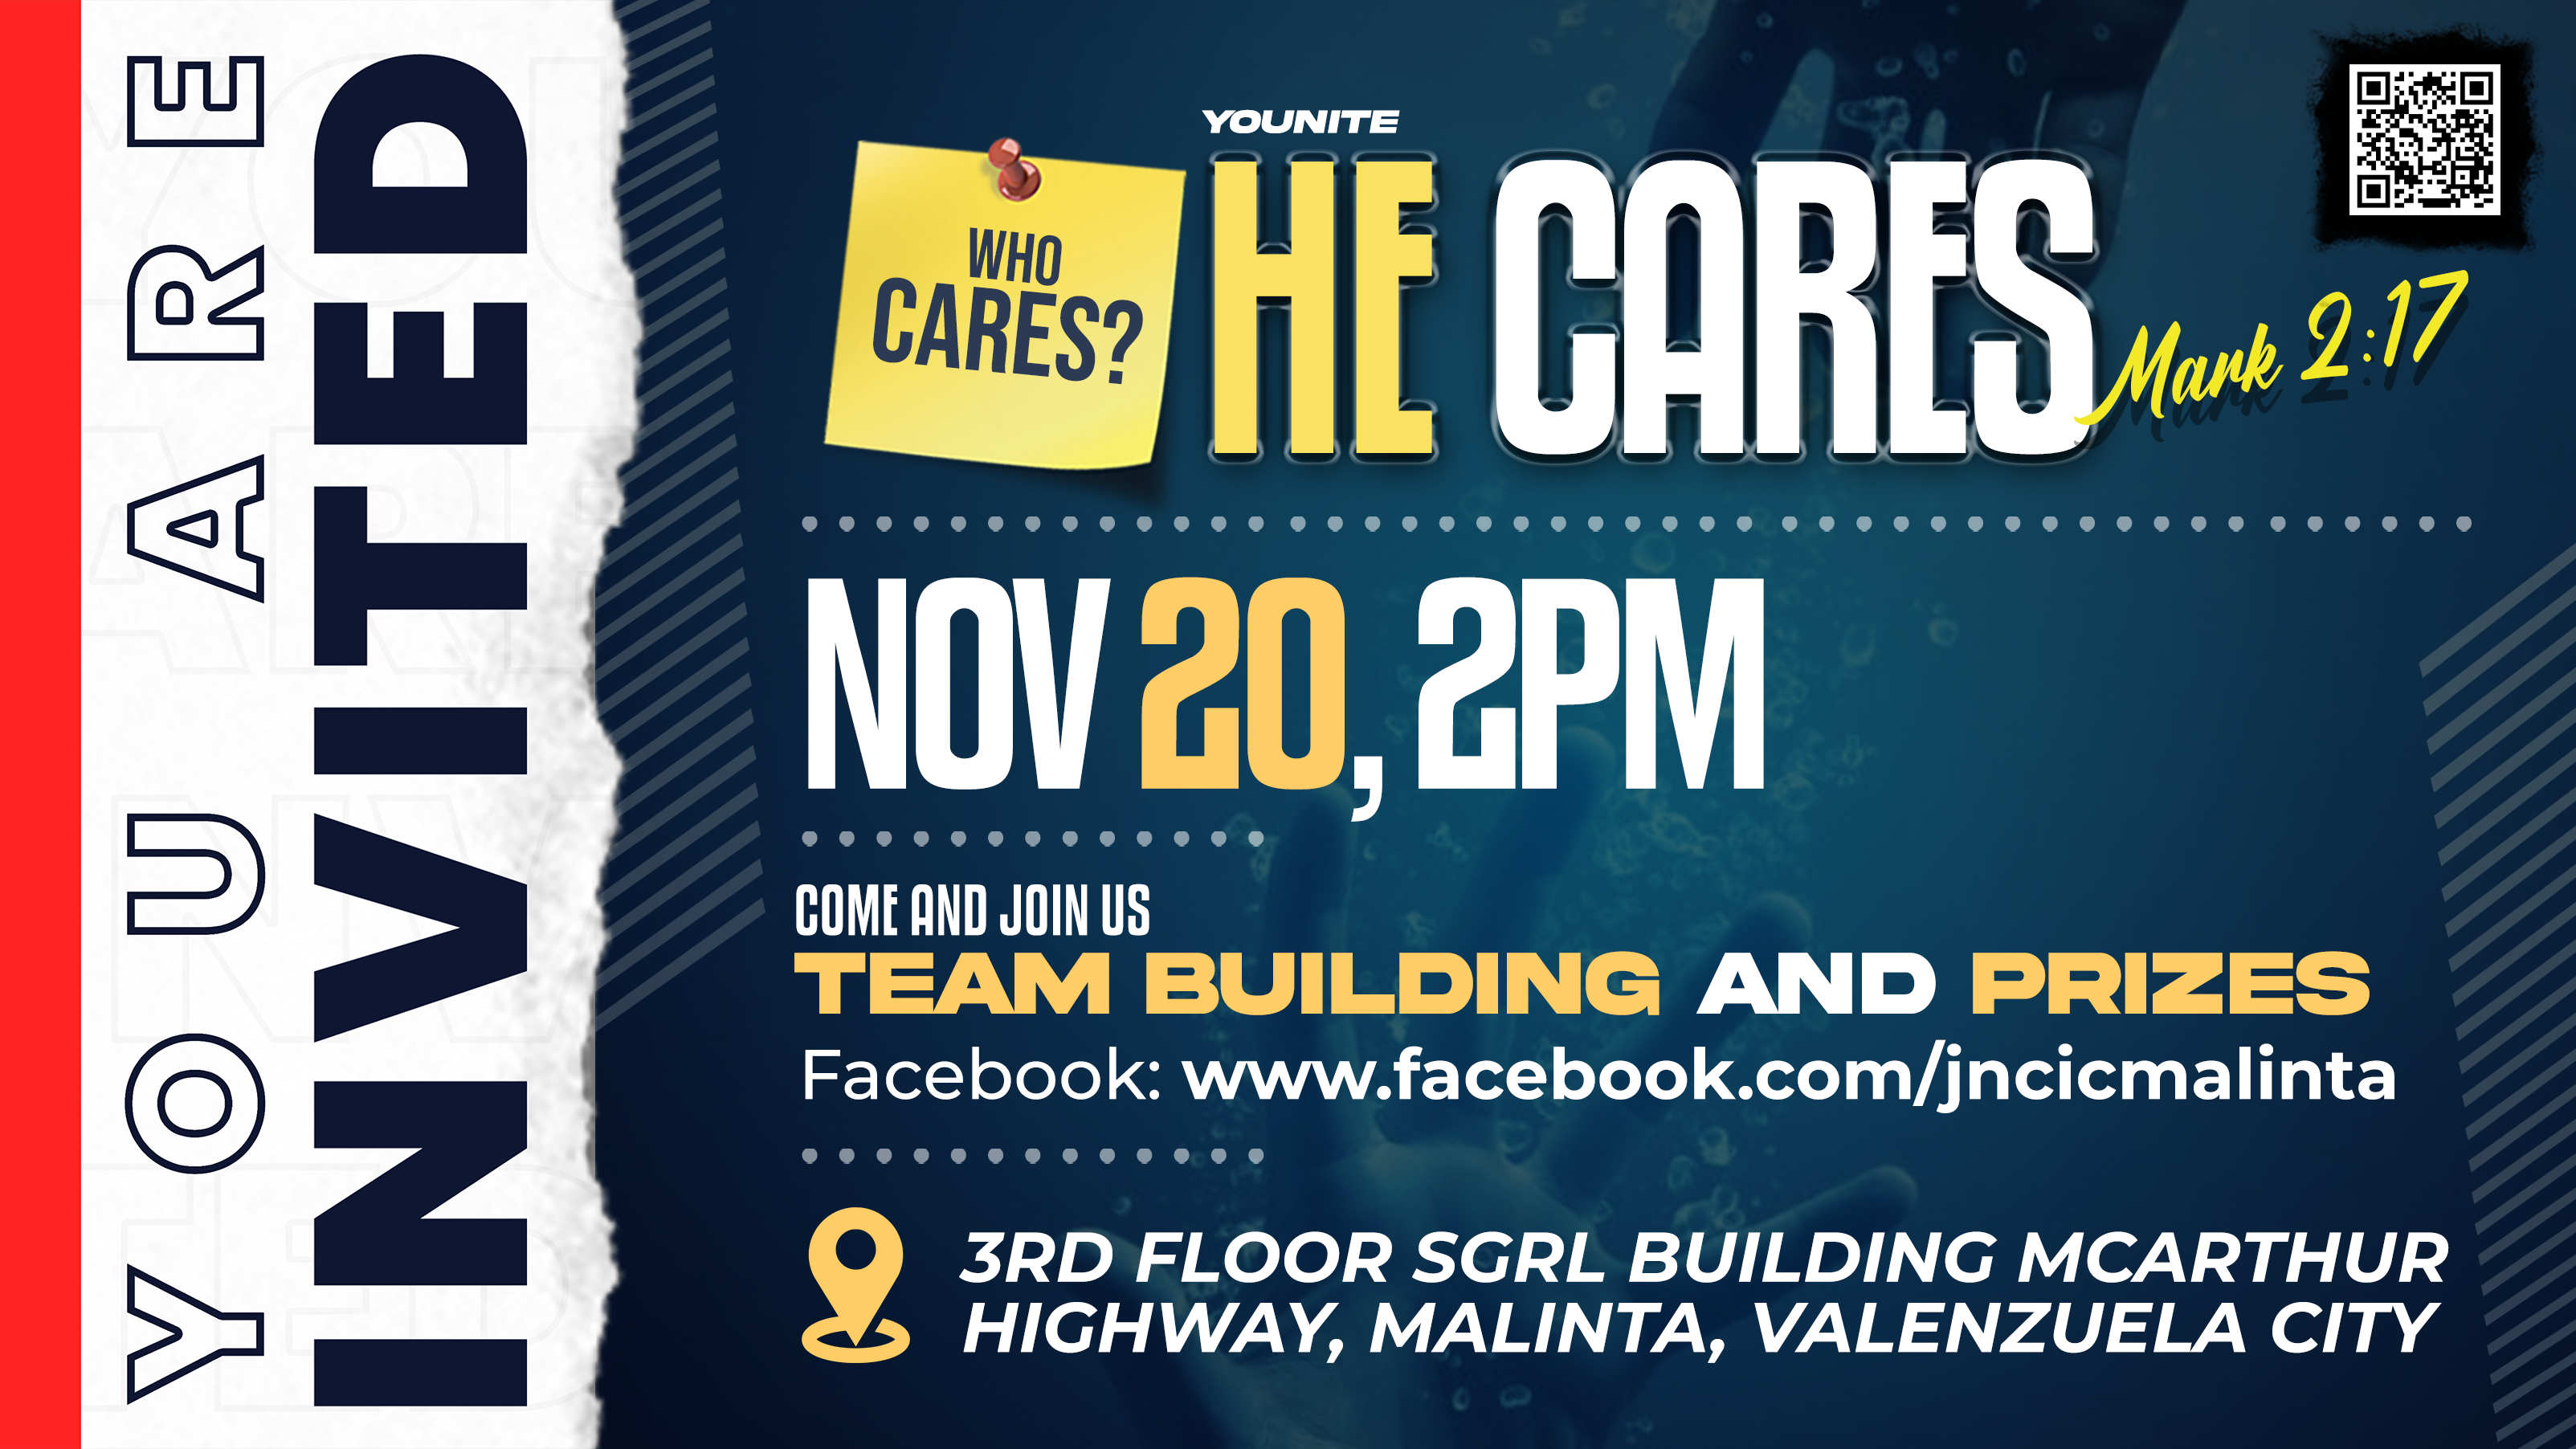 YOU ARE
INVITED
YOUNITE
WHO
CARES?
HE CARES
Mark 2:17
NOV 20, 2PM
COME AND JOIN US
TEAM BUILDING AND PRIZES
Facebook: www.facebook.com/jncicmalinta
3RD FLOOR SGRL BUILDING MCARTHUR
HIGHWAY, MALINTA, VALENZUELA CITY